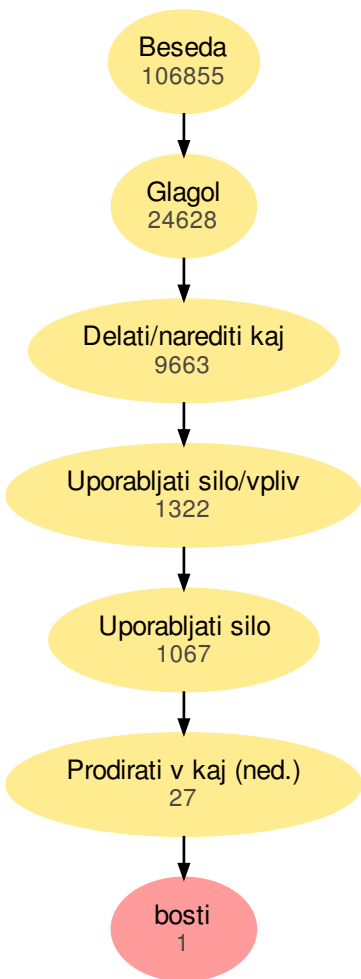 Beseda
106855
Glagol
24628
Delati/narediti kaj
9663
Uporabljati silo/vpliv
1322
Uporabljati silo
1067
Prodirati v kaj (ned.)
27
bosti
1